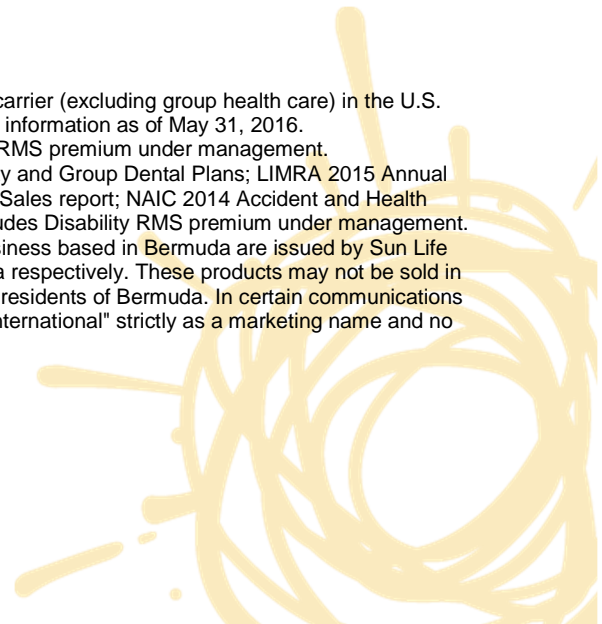 carrier (excluding group health care) in the U.S.
information as of May 31, 2016.
RMS premium under management.
y and Group Dental Plans; LIMRA 2015 Annual
Sales report; NAIC 2014 Accident and Health
udes Disability RMS premium under management.
siness based in Bermuda are issued by Sun Life
a respectively. These products may not be sold in
residents of Bermuda. In certain communications
nternational" strictly as a marketing name and no